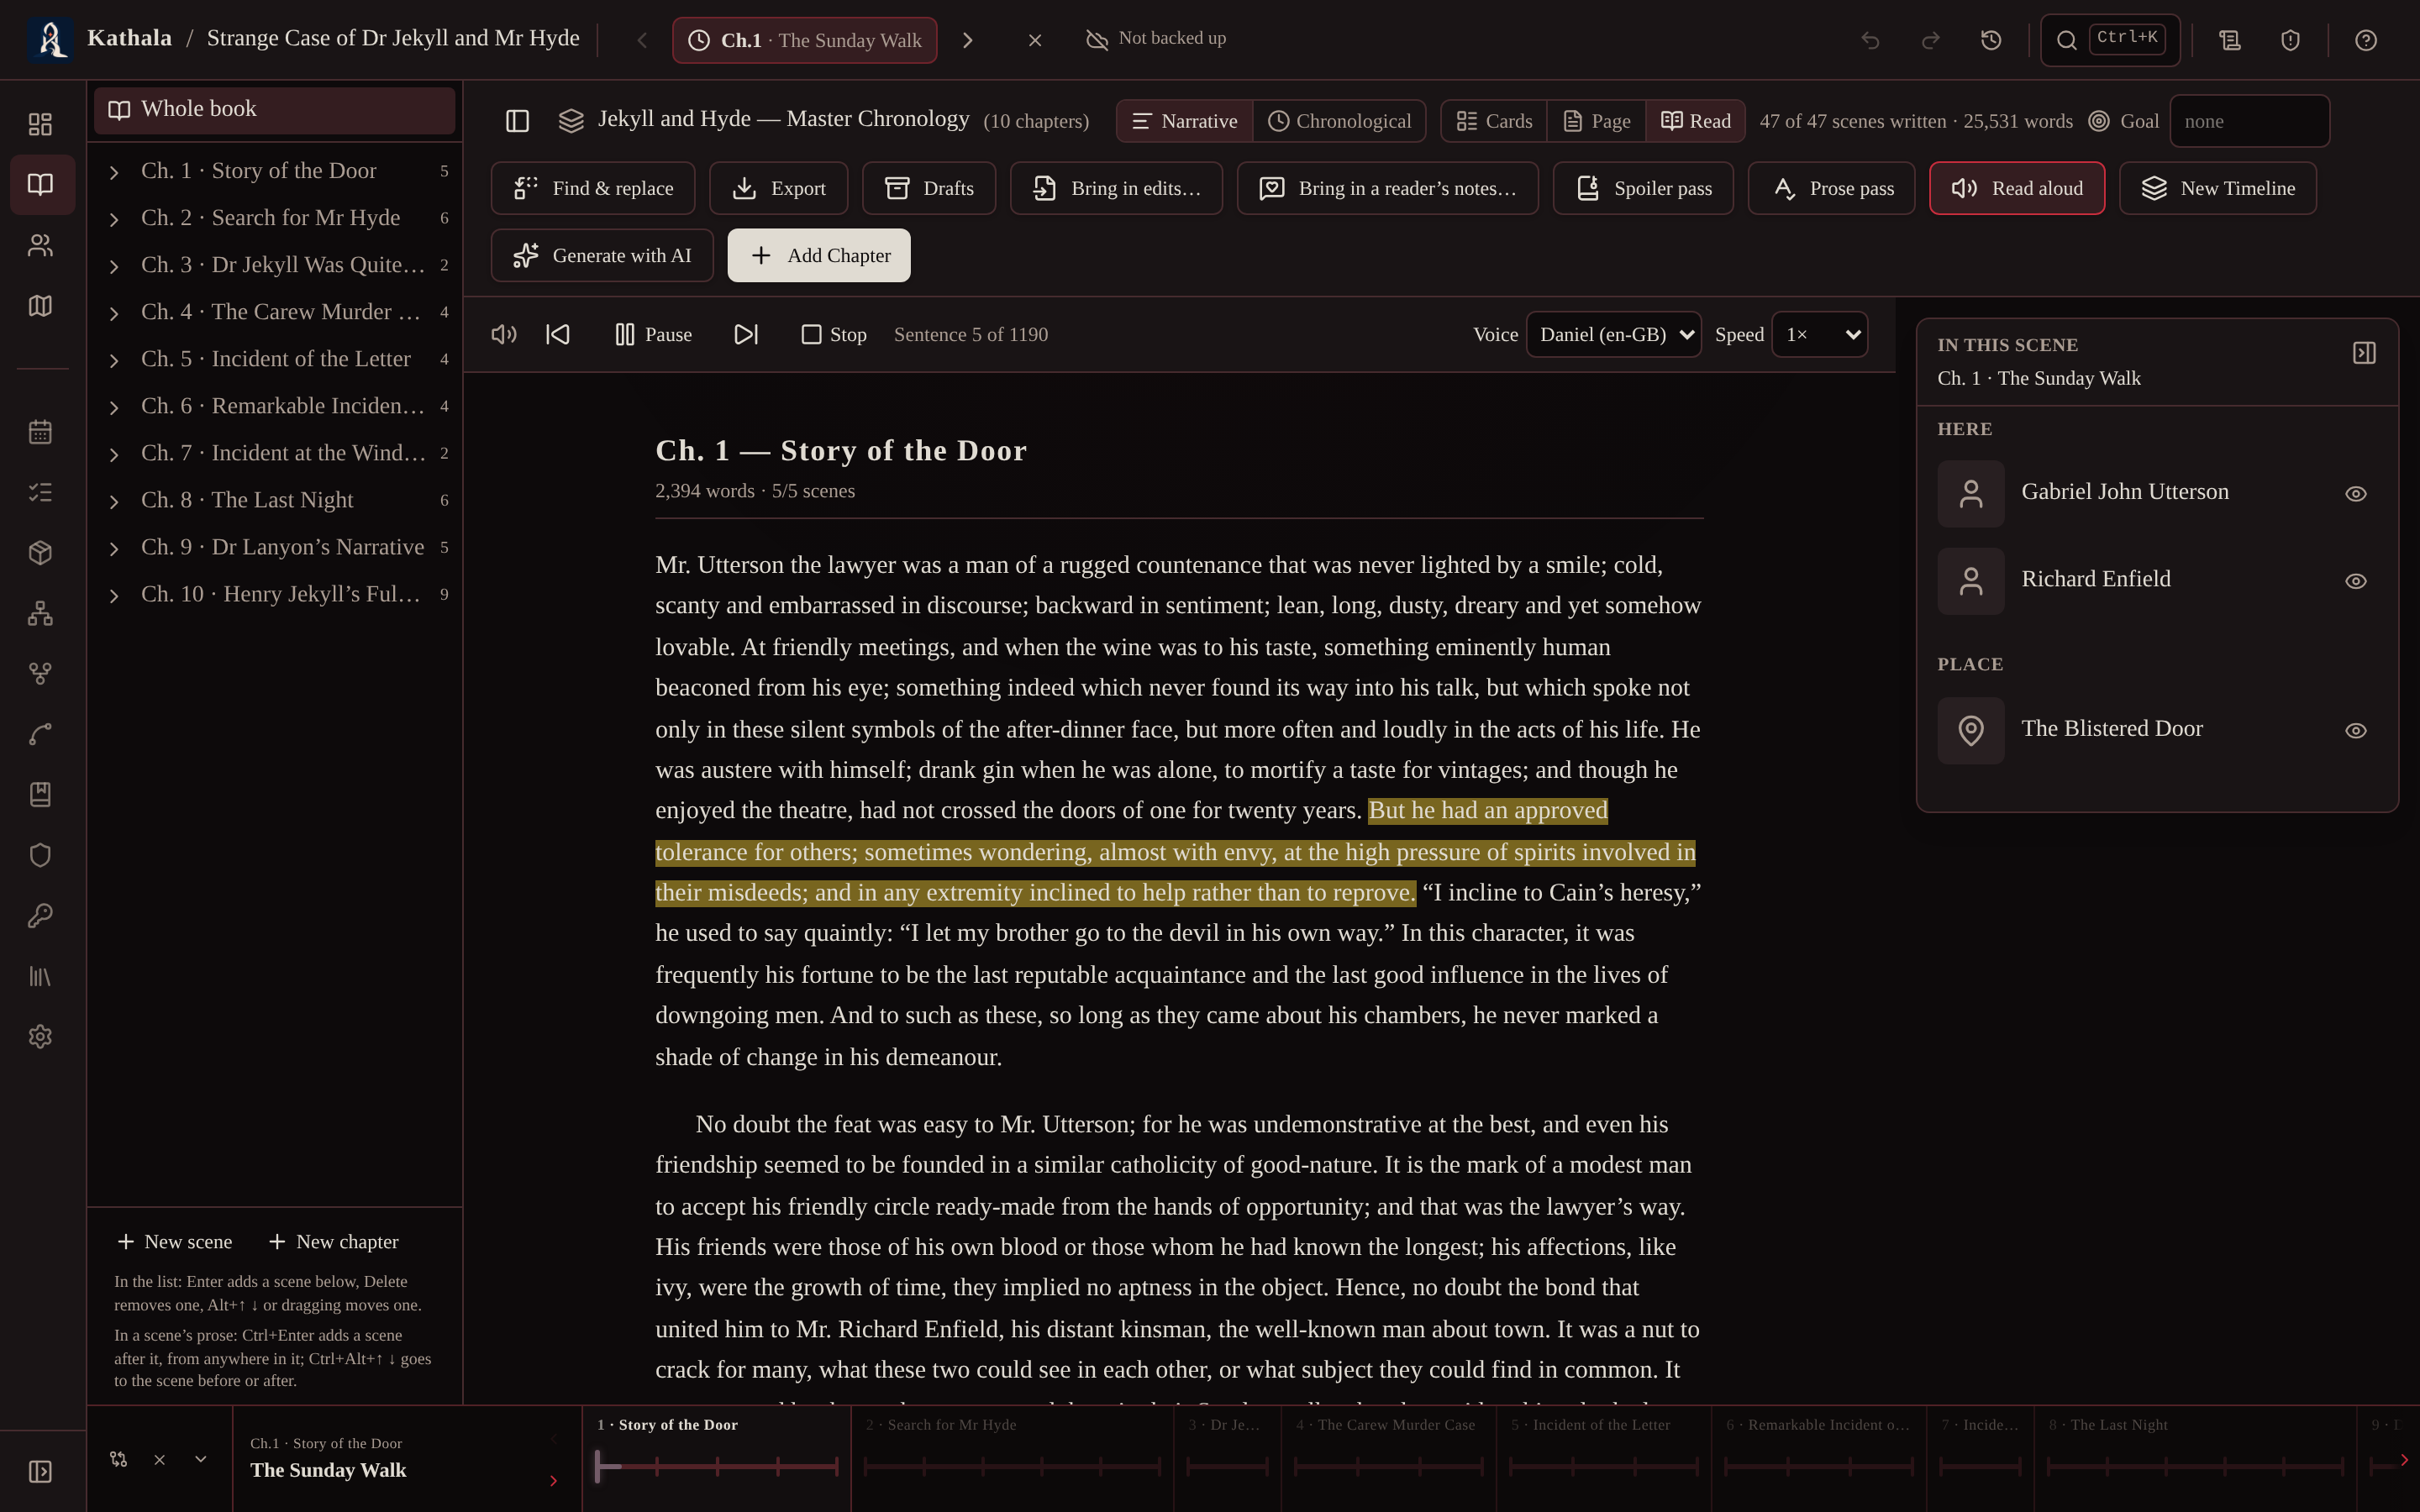 Kathala / Strange Case of Dr Jekyll and Mr Hyde
Ch.1 · The Sunday Walk
Not backed up
Ctrl+K
Whole book
Ch. 1 · Story of the Door 5
Ch. 2 · Search for Mr Hyde 6
Ch. 3 · Dr Jekyll Was Quite… 2
Ch. 4 · The Carew Murder … 4
Ch. 5 · Incident of the Letter 4
Ch. 6 · Remarkable Inciden… 4
Ch. 7 · Incident at the Wind… 2
Ch. 8 · The Last Night 6
Ch. 9 · Dr Lanyon’s Narrative 5
Ch. 10 · Henry Jekyll’s Ful… 9
New scene New chapter
In the list: Enter adds a scene below, Delete
removes one, Alt+↑ ↓ or dragging moves one.
In a scene’s prose: Ctrl+Enter adds a scene
after it, from anywhere in it; Ctrl+Alt+↑ ↓ goes
to the scene before or after.
Jekyll and Hyde — Master Chronology (10 chapters) Narrative Chronological Cards Page Read 47 of 47 scenes written · 25,531 words Goal none
Find & replace Export Drafts Bring in edits… Bring in a reader’s notes… Spoiler pass Prose pass Read aloud New Timeline
Generate with AI Add Chapter
Pause Stop Sentence 5 of 1190 Voice Daniel (en-GB) Speed 1×
Ch. 1 — Story of the Door
2,394 words · 5/5 scenes
Mr. Utterson the lawyer was a man of a rugged countenance that was never lighted by a smile; cold,
scanty and embarrassed in discourse; backward in sentiment; lean, long, dusty, dreary and yet somehow
lovable. At friendly meetings, and when the wine was to his taste, something eminently human
beaconed from his eye; something indeed which never found its way into his talk, but which spoke not
only in these silent symbols of the after-dinner face, but more often and loudly in the acts of his life. He
was austere with himself; drank gin when he was alone, to mortify a taste for vintages; and though he
enjoyed the theatre, had not crossed the doors of one for twenty years. But he had an approved
tolerance for others; sometimes wondering, almost with envy, at the high pressure of spirits involved in
their misdeeds; and in any extremity inclined to help rather than to reprove. “I incline to Cain’s heresy,”
he used to say quaintly: “I let my brother go to the devil in his own way.” In this character, it was
frequently his fortune to be the last reputable acquaintance and the last good influence in the lives of
downgoing men. And to such as these, so long as they came about his chambers, he never marked a
shade of change in his demeanour.
No doubt the feat was easy to Mr. Utterson; for he was undemonstrative at the best, and even his
friendship seemed to be founded in a similar catholicity of good-nature. It is the mark of a modest man
to accept his friendly circle ready-made from the hands of opportunity; and that was the lawyer’s way.
His friends were those of his own blood or those whom he had known the longest; his affections, like
ivy, were the growth of time, they implied no aptness in the object. Hence, no doubt the bond that
united him to Mr. Richard Enfield, his distant kinsman, the well-known man about town. It was a nut to
crack for many, what these two could see in each other, or what subject they could find in common. It
IN THIS SCENE
Ch. 1 · The Sunday Walk
HERE
Gabriel John Utterson
Richard Enfield
PLACE
The Blistered Door
Ch.1 · Story of the Door
The Sunday Walk
1 · Story of the Door
2 · Search for Mr Hyde
3 · Dr Je…
4 · The Carew Murder Case
5 · Incident of the Letter
6 · Remarkable Incident o…
7 · Incide…
8 · The Last Night